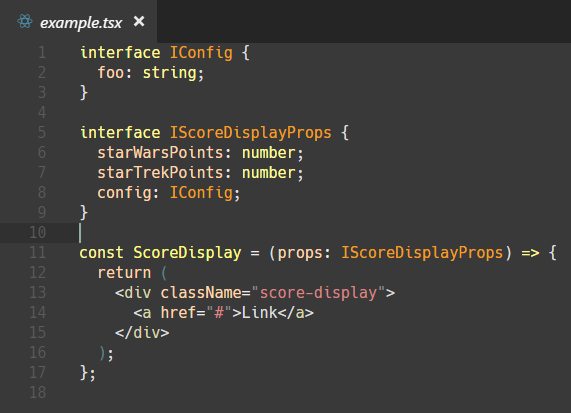 example.tsx ×
1 interface IConfig {
2   foo: string;
3 }
4
5 interface IScoreDisplayProps {
6   starWarsPoints: number;
7   starTrekPoints: number;
8   config: IConfig;
9 }
10
11 const ScoreDisplay = (props: IScoreDisplayProps) => {
12   return (
13     <div className="score-display">
14       <a href="#">Link</a>
15     </div>
16   );
17 };
18